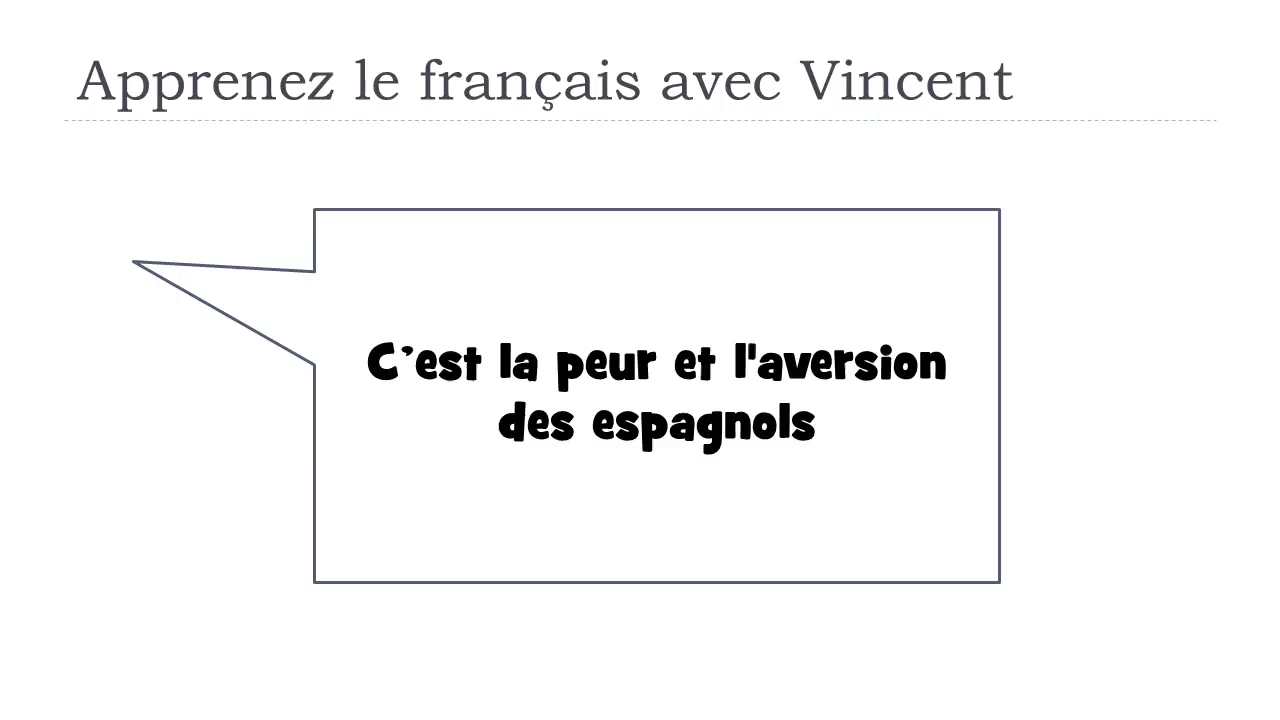 Apprenez le français avec Vincent
C’est la peur et l'aversion
des espagnols